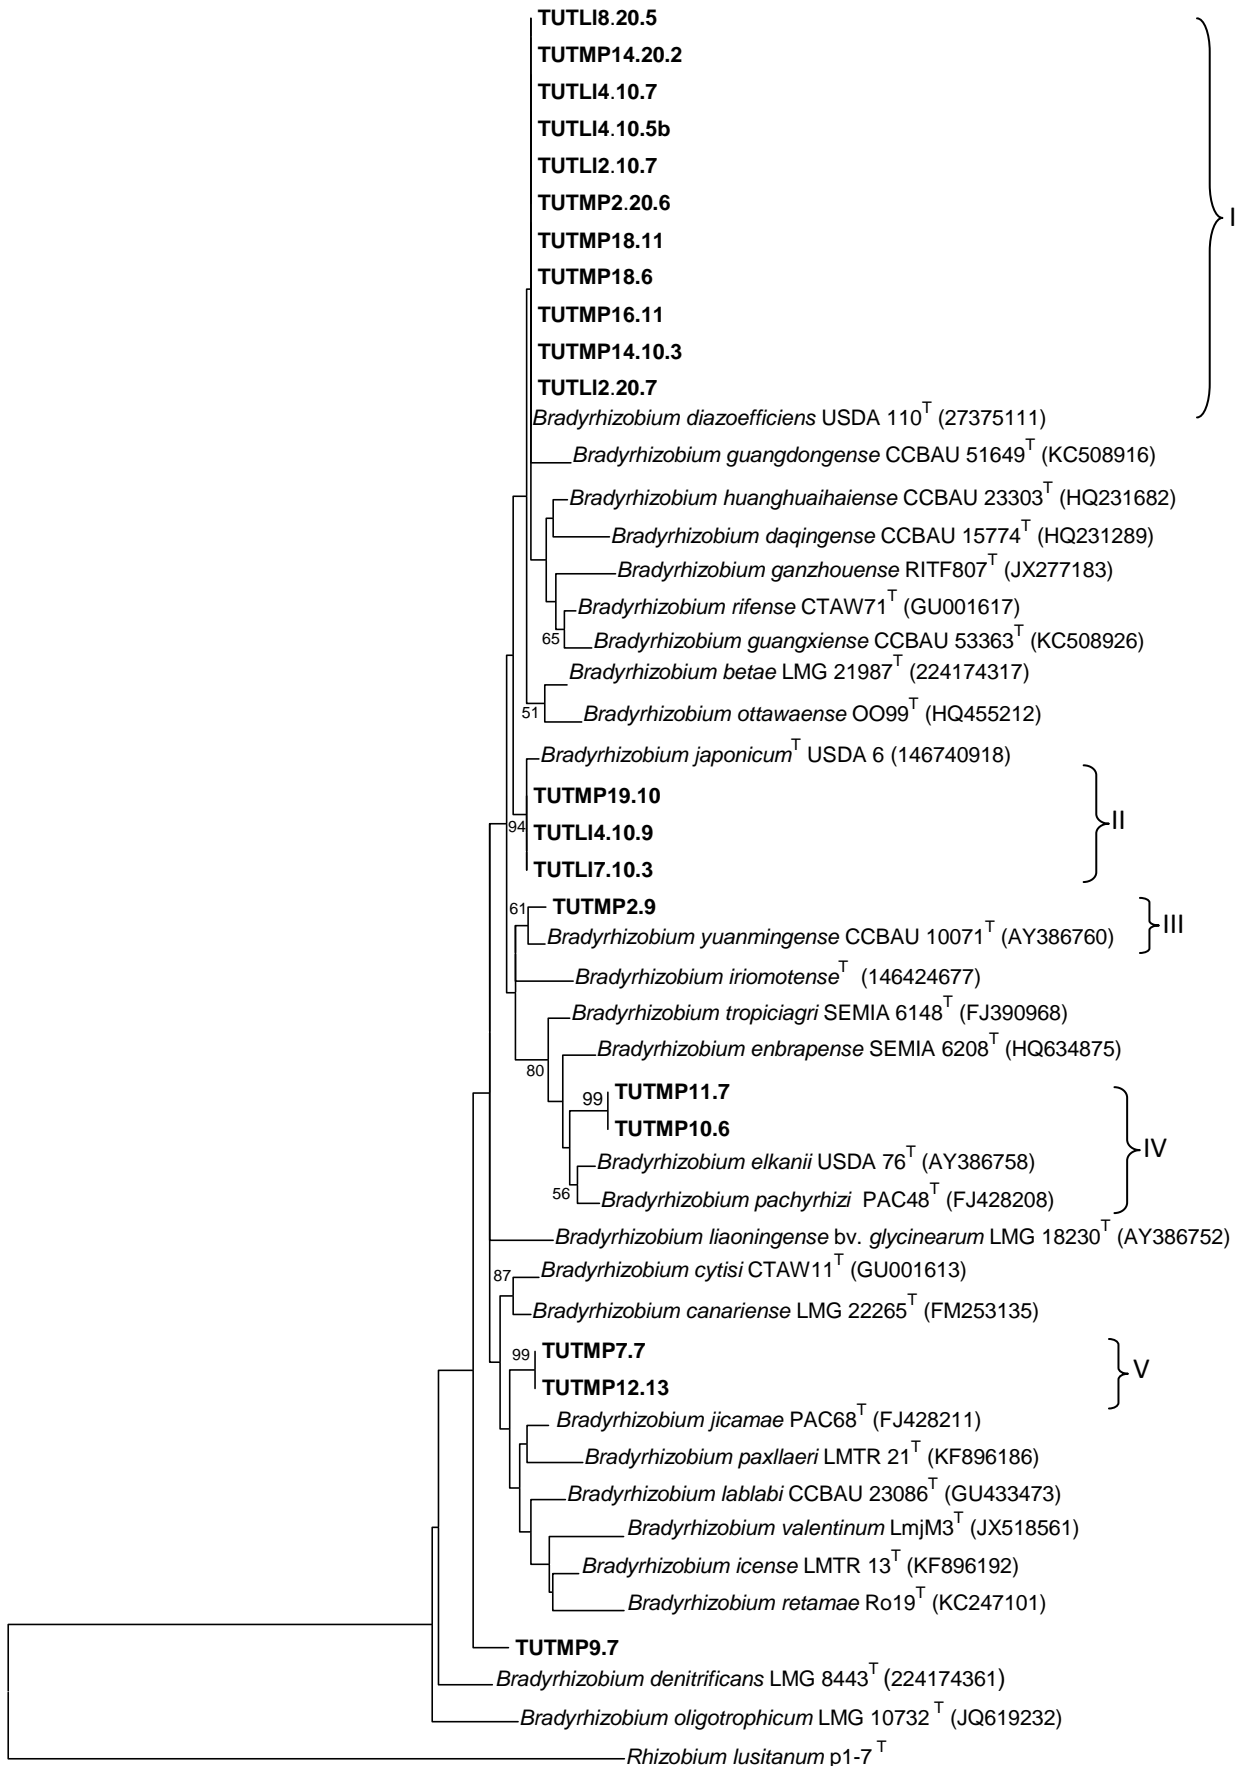 TUTLI8.20.5
TUTMP14.20.2
TUTLI4.10.7
TUTLI4.10.5b
TUTLI2.10.7
TUTMP2.20.6
TUTMP18.11
I
TUTMP18.6
TUTMP16.11
TUTMP14.10.3
TUTLI2.20.7
Bradyrhizobium diazoefficiens USDA 110T (27375111)
Bradyrhizobium guangdongense CCBAU 51649T (KC508916)
Bradyrhizobium huanghuaihaiense CCBAU 23303T (HQ231682)
Bradyrhizobium daqingense CCBAU 15774T (HQ231289)
Bradyrhizobium ganzhouense RITF807T (JX277183)
Bradyrhizobium rifense CTAW71T (GU001617)
65
Bradyrhizobium guangxiense CCBAU 53363T (KC508926)
Bradyrhizobium betae LMG 21987T (224174317)
51
Bradyrhizobium ottawaense OO99T (HQ455212)
Bradyrhizobium japonicumT USDA 6 (146740918)
TUTMP19.10
94
II
TUTLI4.10.9
TUTLI7.10.3
61
TUTMP2.9
III
Bradyrhizobium yuanmingense CCBAU 10071T (AY386760)
Bradyrhizobium iriomotenseT (146424677)
Bradyrhizobium tropiciagri SEMIA 6148T (FJ390968)
Bradyrhizobium enbrapense SEMIA 6208T (HQ634875)
80
99
TUTMP11.7
TUTMP10.6
IV
Bradyrhizobium elkanii USDA 76T (AY386758)
56
Bradyrhizobium pachyrhizi PAC48T (FJ428208)
Bradyrhizobium liaoningense bv. glycinearum LMG 18230T (AY386752)
87
Bradyrhizobium cytisi CTAW11T (GU001613)
Bradyrhizobium canariense LMG 22265T (FM253135)
99
TUTMP7.7
V
TUTMP12.13
Bradyrhizobium jicamae PAC68T (FJ428211)
Bradyrhizobium paxllaeri LMTR 21T (KF896186)
Bradyrhizobium lablabi CCBAU 23086T (GU433473)
Bradyrhizobium valentinum LmjM3T (JX518561)
Bradyrhizobium icense LMTR 13T (KF896192)
Bradyrhizobium retamae Ro19T (KC247101)
TUTMP9.7
Bradyrhizobium denitrificans LMG 8443T (224174361)
Bradyrhizobium oligotrophicum LMG 10732 T (JQ619232)
Rhizobium lusitanum p1-7 T